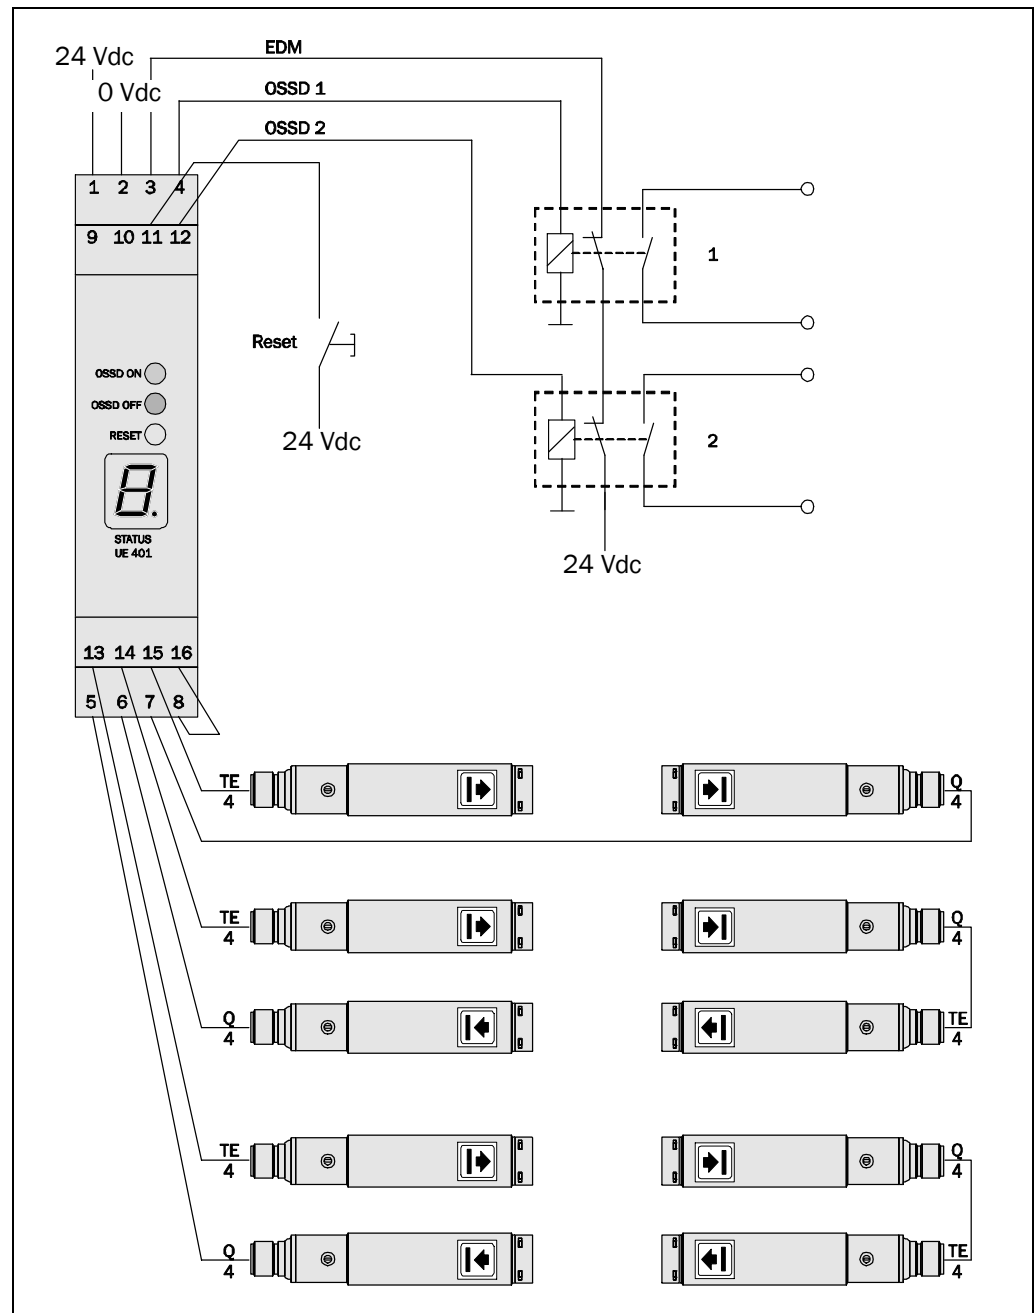 24 Vdc
EDM
0 Vdc
OSSD 1
OSSD 2
1 2 3 4
9 10 11 12
1
Reset
OSSD ON
OSSD OFF
RESET
24 Vdc
2
8.
STATUS
UE 401
24 Vdc
13 14 15 16
5 6 7 8
TE
4
Q
4
TE
4
Q
4
Q
4
TE
4
TE
4
Q
4
Q
4
TE
4